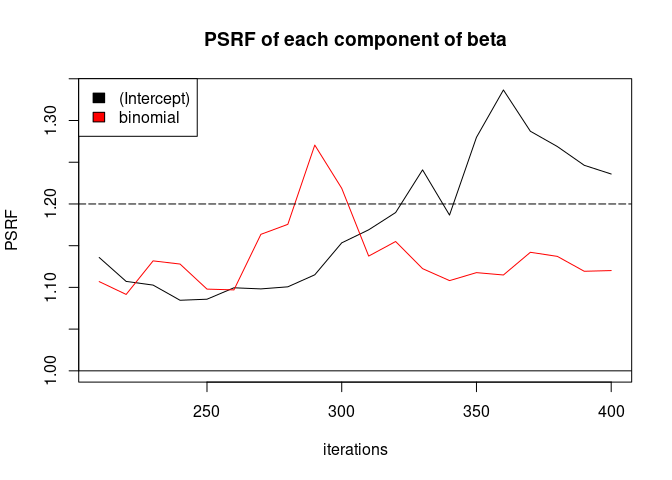 PSRF of each component of beta
(Intercept)
binomial
PSRF
1.30
1.20
1.10
1.00
250 300 350 400
iterations